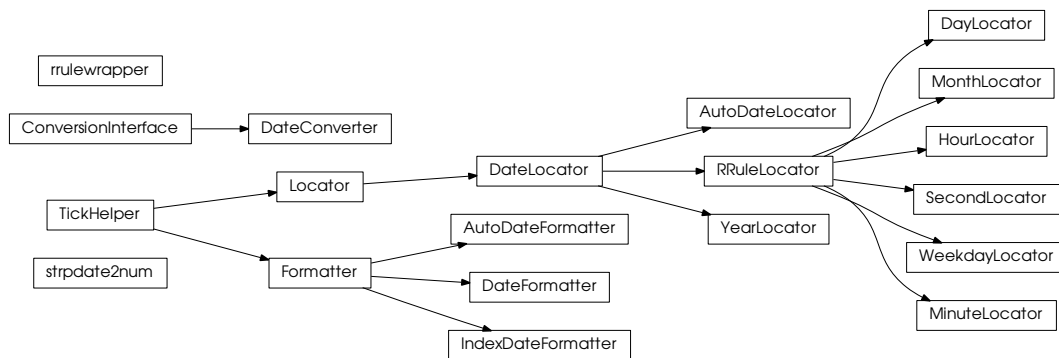 rrulewrapper
ConversionInterface
DateConverter
TickHelper
Locator
Formatter
strpdate2num
DateLocator
AutoDateFormatter
DateFormatter
IndexDateFormatter
AutoDateLocator
RRuleLocator
YearLocator
DayLocator
MonthLocator
HourLocator
SecondLocator
WeekdayLocator
MinuteLocator